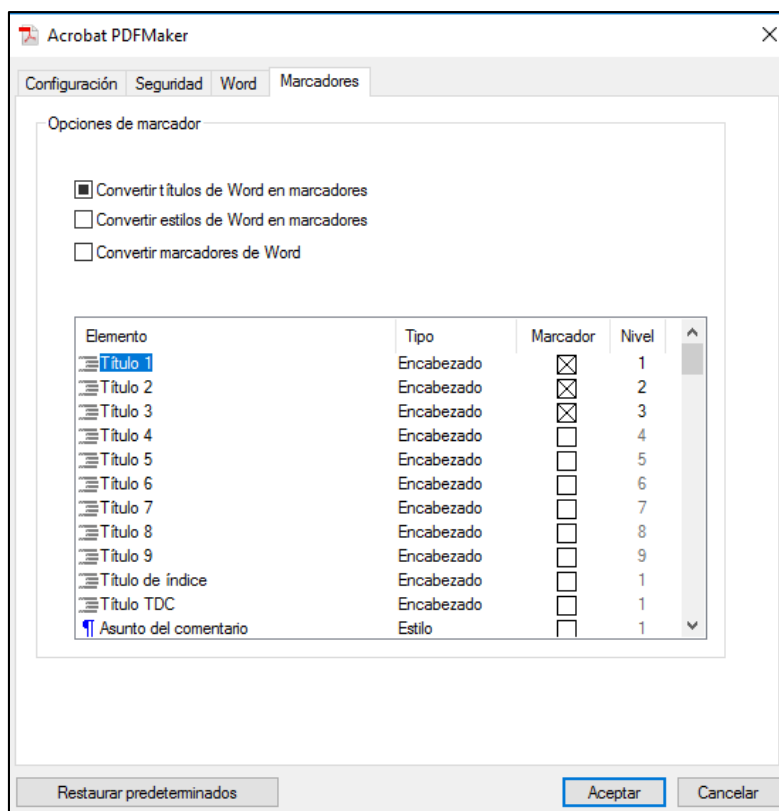 Acrobat PDFMaker
Configuración Seguridad Word Marcadores
Opciones de marcador
Convertir títulos de Word en marcadores
Convertir estilos de Word en marcadores
Convertir marcadores de Word
Elemento Tipo Marcador Nivel
Título 1 Encabezado 1
Título 2 Encabezado 2
Título 3 Encabezado 3
Título 4 Encabezado 4
Título 5 Encabezado 5
Título 6 Encabezado 6
Título 7 Encabezado 7
Título 8 Encabezado 8
Título 9 Encabezado 9
Título de índice Encabezado 1
Título TDC Encabezado 1
¶ Asunto del comentario Estilo 1
Restaurar predeterminados Aceptar Cancelar